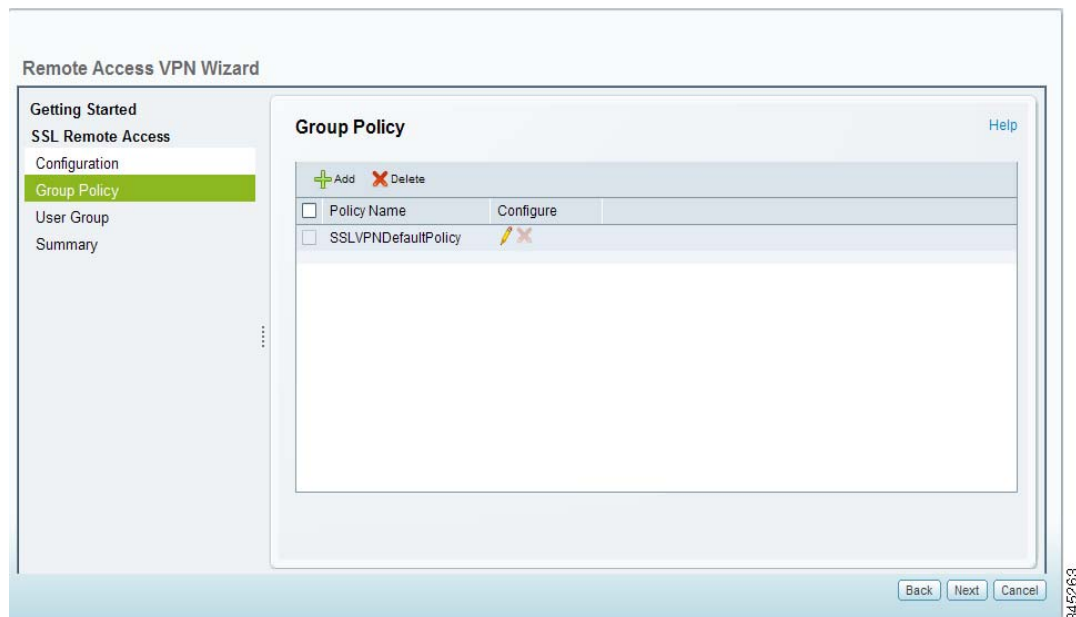 Remote Access VPN Wizard
Getting Started
SSL Remote Access
Configuration
Group Policy
User Group
Summary
Group Policy
Help
Add Delete
Policy Name Configure
SSLVPNDefaultPolicy
Back Next Cancel
345263